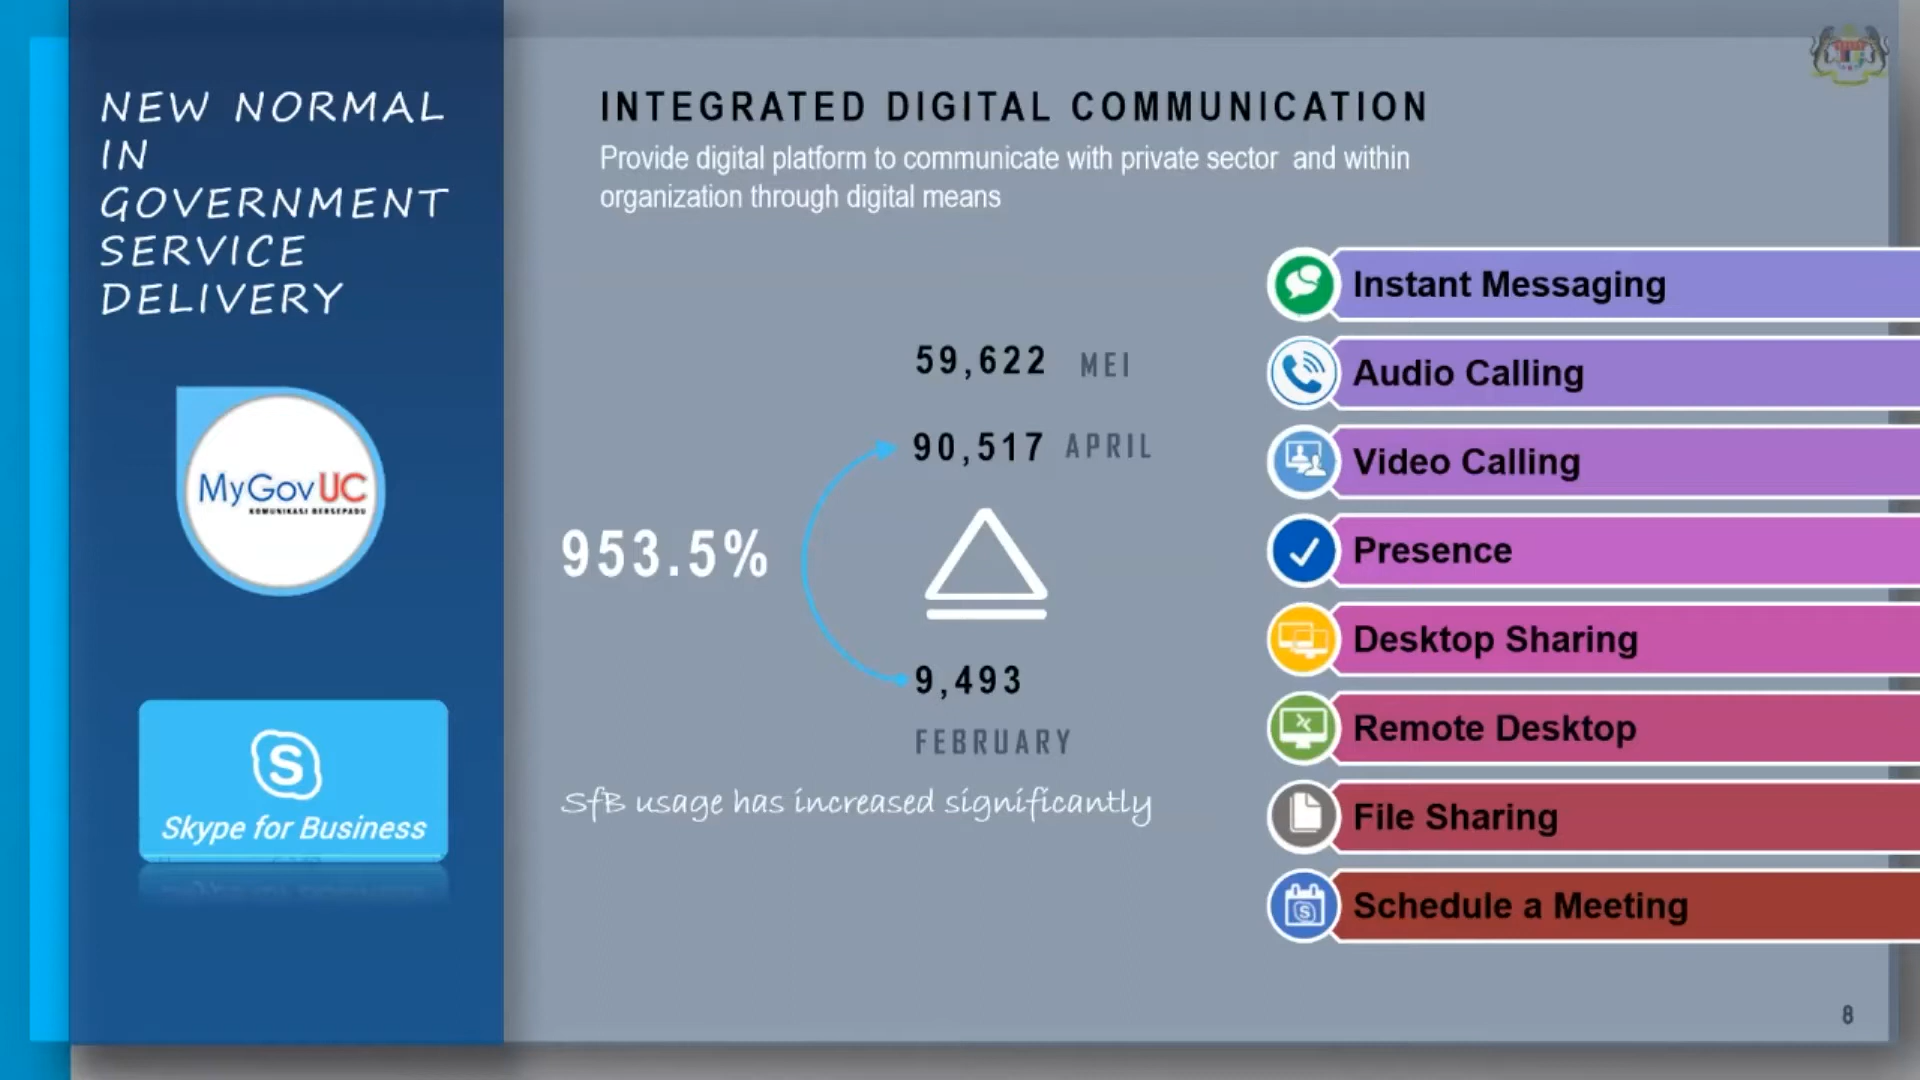 NEW NORMAL
IN
GOVERNMENT
SERVICE
DELIVERY
MyGovUC
KOMUNIKASI BERSEPADU
Skype for Business
INTEGRATED DIGITAL COMMUNICATION
Provide digital platform to communicate with private sector and within
organization through digital means
59,622 MEI
90,517 APRIL
953.5%
9,493
FEBRUARY
SfB usage has increased significantly
Instant Messaging
Audio Calling
Video Calling
Presence
Desktop Sharing
Remote Desktop
File Sharing
Schedule a Meeting
8